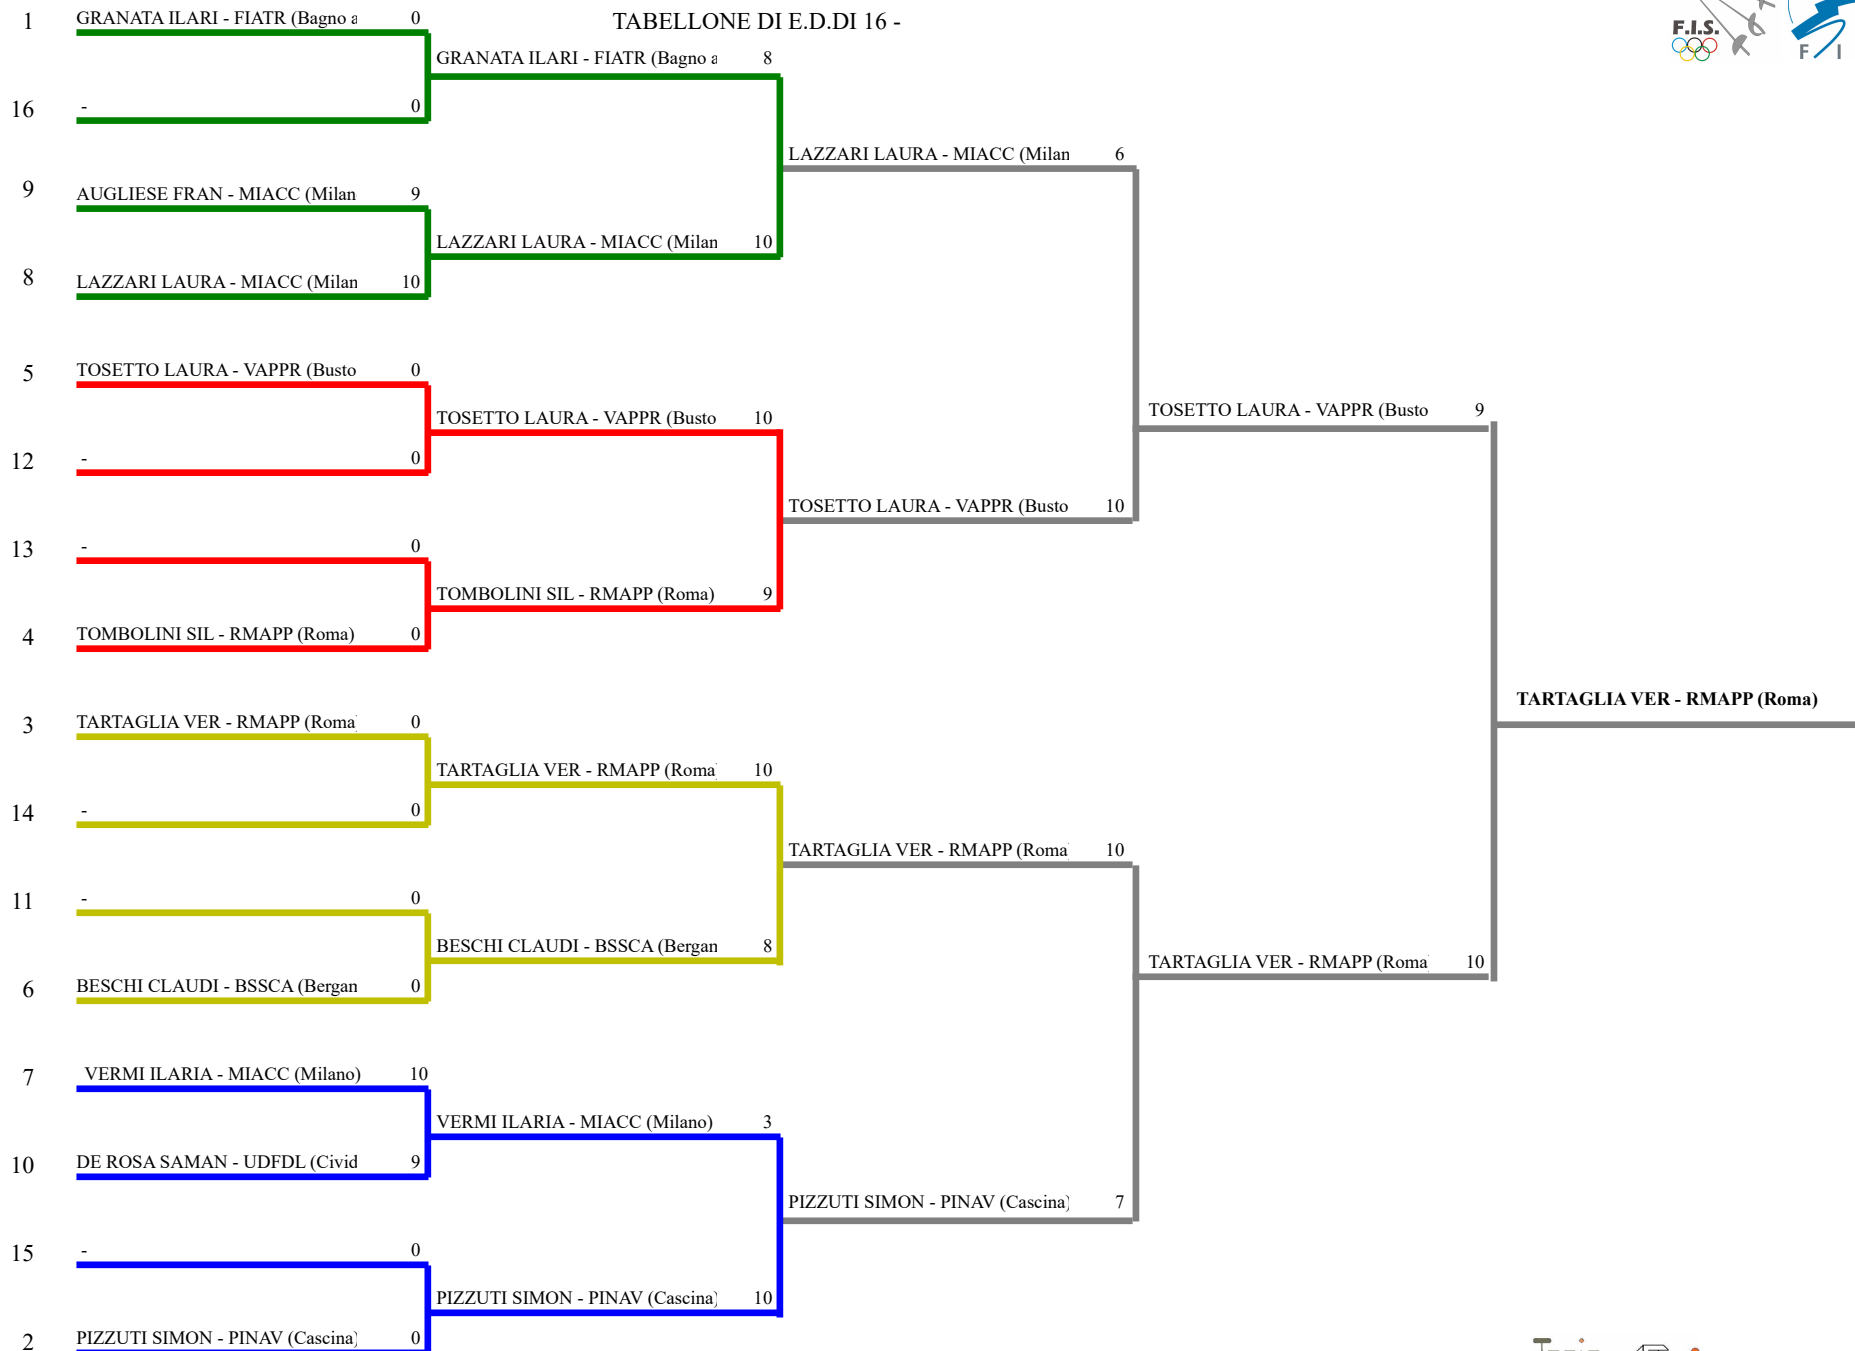 TABELLONE DI E.D.DI 16 -
F.I.S.
F I
1 GRANATA ILARI - FIATR (Bagno a 0
GRANATA ILARI - FIATR (Bagno a 8
16 - 0
LAZZARI LAURA - MIACC (Milan 6
9 AUGLIESE FRAN - MIACC (Milan 9
LAZZARI LAURA - MIACC (Milan 10
8 LAZZARI LAURA - MIACC (Milan 10
5 TOSETTO LAURA - VAPPR (Busto 0
TOSETTO LAURA - VAPPR (Busto 9
TOSETTO LAURA - VAPPR (Busto 10
12 - 0
TOSETTO LAURA - VAPPR (Busto 10
13 - 0
TOMBOLINI SIL - RMAPP (Roma) 9
4 TOMBOLINI SIL - RMAPP (Roma) 0
TARTAGLIA VER - RMAPP (Roma)
3 TARTAGLIA VER - RMAPP (Roma) 0
TARTAGLIA VER - RMAPP (Roma) 10
14 - 0
TARTAGLIA VER - RMAPP (Roma) 10
11 - 0
BESCHI CLAUDI - BSSCA (Bergan 8
TARTAGLIA VER - RMAPP (Roma) 10
6 BESCHI CLAUDI - BSSCA (Bergan 0
7 VERMI ILARIA - MIACC (Milano) 10
VERMI ILARIA - MIACC (Milano) 3
10 DE ROSA SAMAN - UDFDL (Civid 9
PIZZUTI SIMON - PINAV (Cascina) 7
15 - 0
PIZZUTI SIMON - PINAV (Cascina) 10
2 PIZZUTI SIMON - PINAV (Cascina) 0